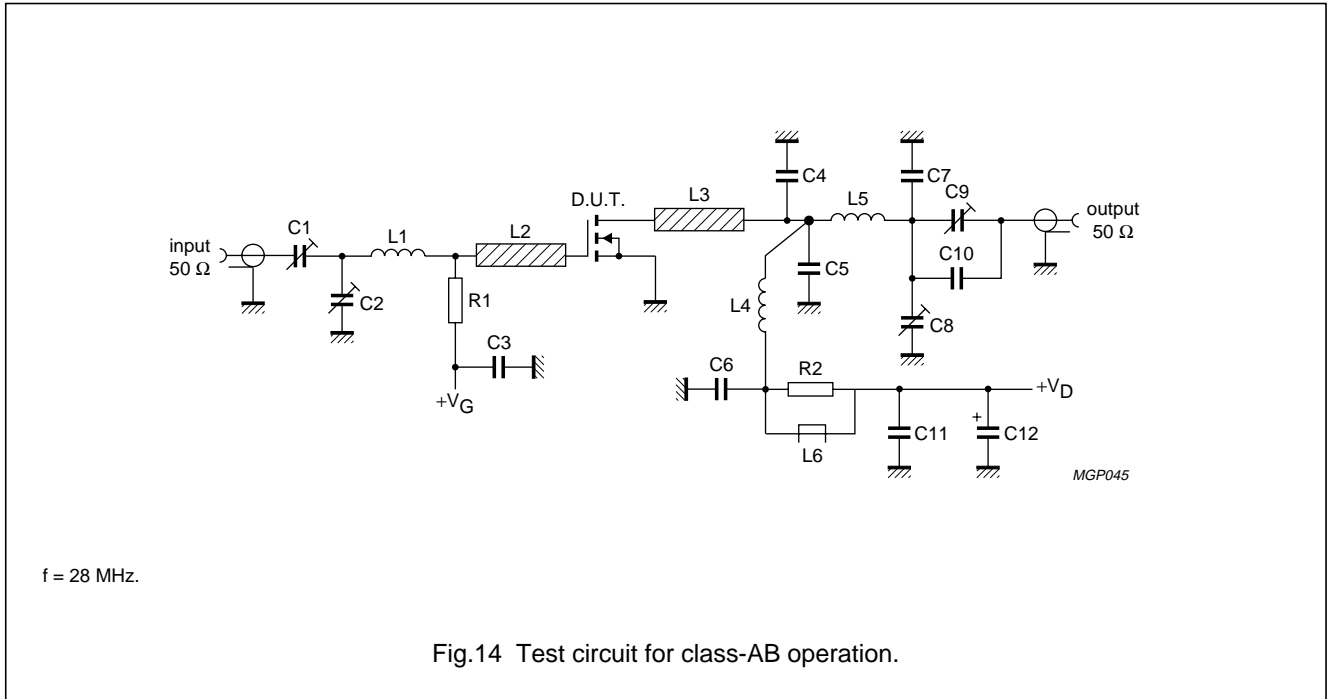 C4
C7
L3
L5
C9
D.U.T.
output
50 Ω
C1
L1
L2
input
50 Ω
C10
C5
C2
R1
L4
C8
C3
C6
R2
+VD
+VG
+
C11
C12
L6
MGP045
f = 28 MHz.
Fig.14 Test circuit for class-AB operation.